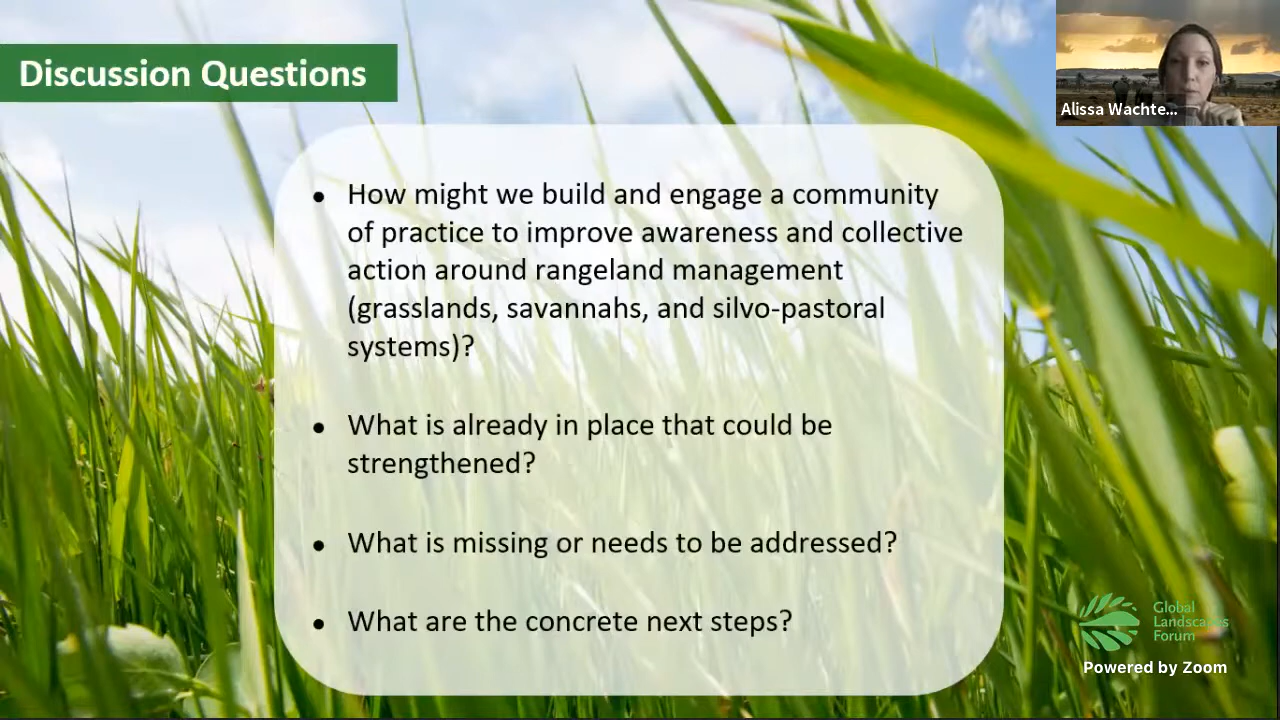 Discussion Questions
Alissa Wachte...
• How might we build and engage a community
of practice to improve awareness and collective
action around rangeland management
(grasslands, savannahs, and silvo-pastoral
systems)?
• What is already in place that could be
strengthened?
• What is missing or needs to be addressed?
• What are the concrete next steps?
Global
Landscapes
Forum
Powered by Zoom